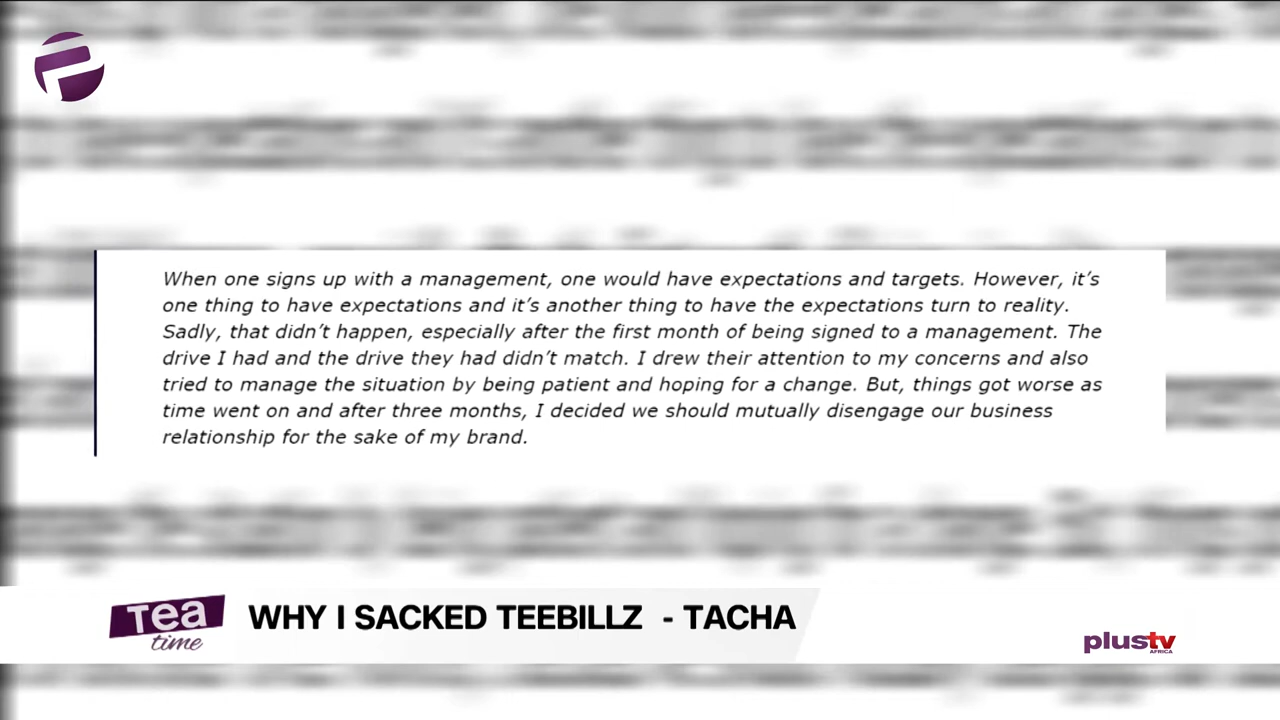 When one signs up with a management, one would have expectations and targets. However, it’s
one thing to have expectations and it’s another thing to have the expectations turn to reality.
Sadly, that didn’t happen, especially after the first month of being signed to a management. The
drive I had and the drive they had didn’t match. I drew their attention to my concerns and also
tried to manage the situation by being patient and hoping for a change. But, things got worse as
time went on and after three months, I decided we should mutually disengage our business
relationship for the sake of my brand.
Tea
time
WHY I SACKED TEEBILLZ - TACHA
plustv
AFRICA